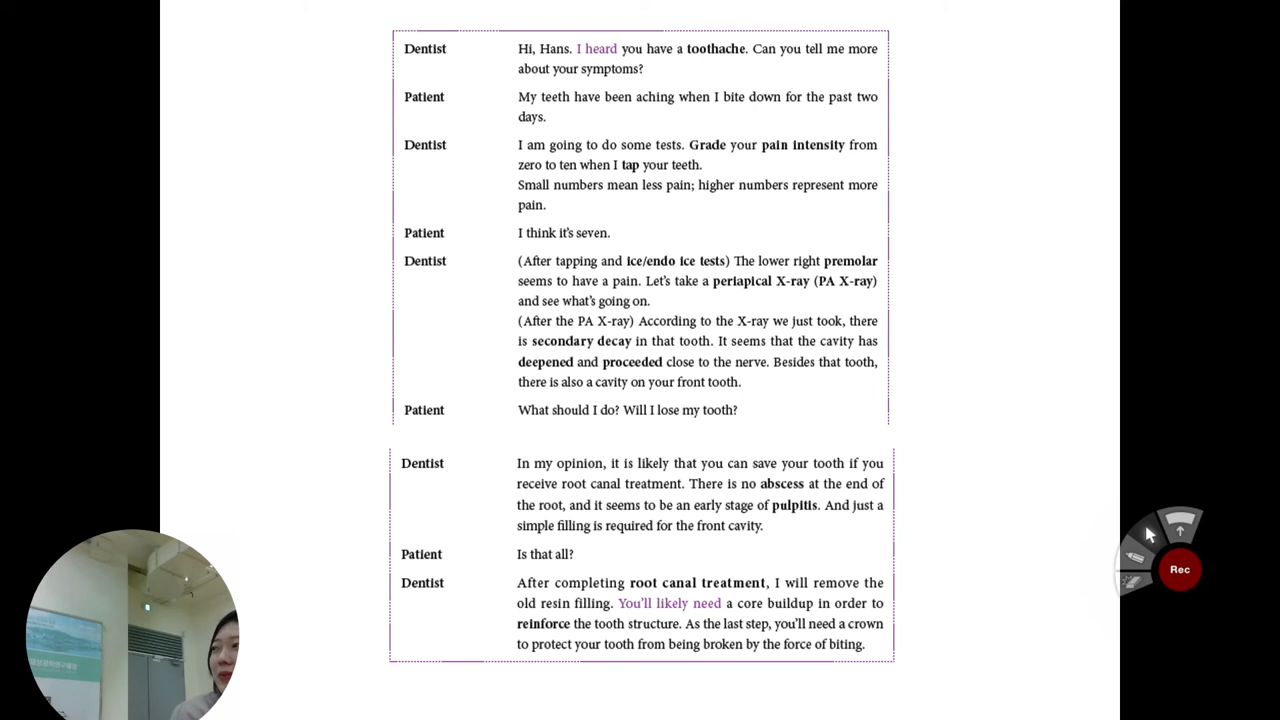 Dentist Hi, Hans. I heard you have a toothache. Can you tell me more
about your symptoms?
Patient My teeth have been aching when I bite down for the past two
days.
Dentist I am going to do some tests. Grade your pain intensity from
zero to ten when I tap your teeth.
Small numbers mean less pain; higher numbers represent more
pain.
Patient I think it's seven.
Dentist (After tapping and ice/endo ice tests) The lower right premolar
seems to have a pain. Let's take a periapical X-ray (PA X-ray)
and see what's going on.
(After the PA X-ray) According to the X-ray we just took, there
is secondary decay in that tooth. It seems that the cavity has
deepened and proceeded close to the nerve. Besides that tooth,
there is also a cavity on your front tooth.
Patient What should I do? Will I lose my tooth?
Dentist In my opinion, it is likely that you can save your tooth if you
receive root canal treatment. There is no abscess at the end of
the root, and it seems to be an early stage of pulpitis. And just a
simple filling is required for the front cavity.
Patient Is that all?
Dentist After completing root canal treatment, I will remove the
old resin filling. You'll likely need a core buildup in order to
reinforce the tooth structure. As the last step, you'll need a crown
to protect your tooth from being broken by the force of biting.
Rec